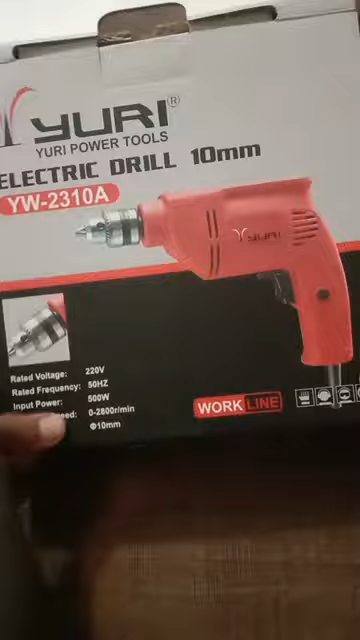 YURI®
YURI POWER TOOLS
ELECTRIC DRILL 10mm
YW-2310A
YURI
Rated Voltage: 220V
Rated Frequency: 50HZ
Input Power: 500W
0-2800r/min
Φ10mm
WORK LINE